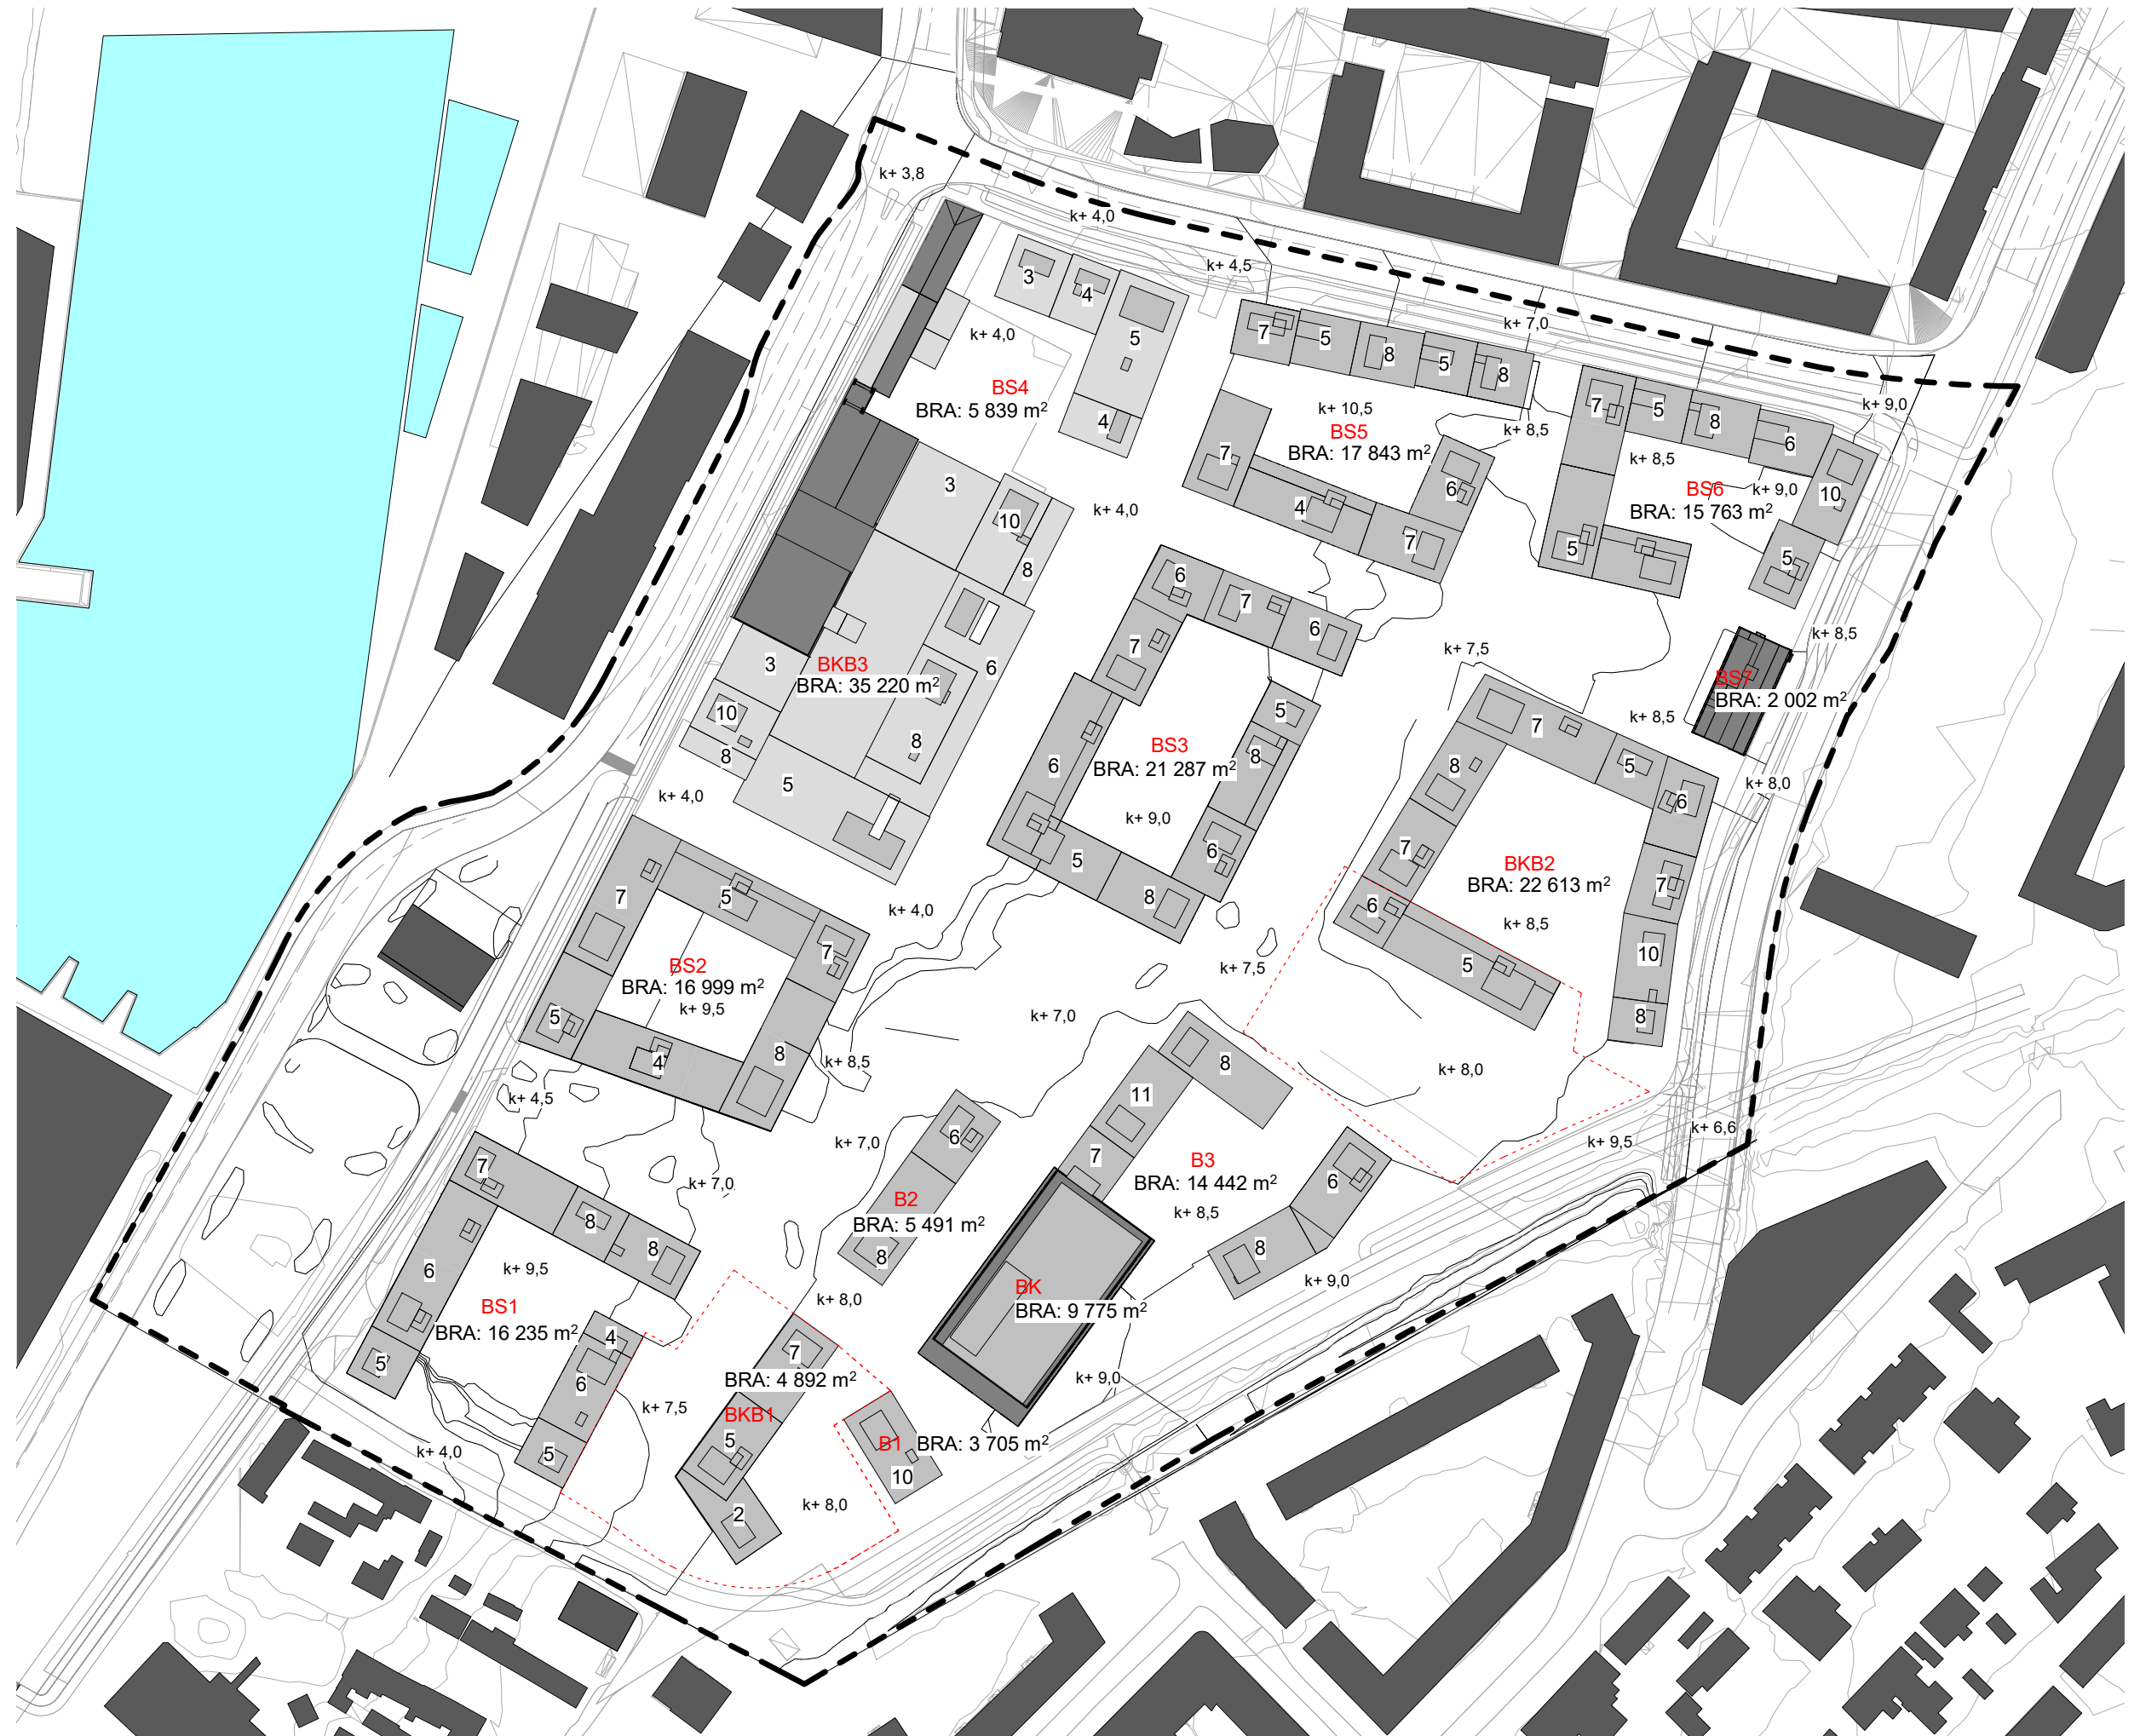 k+ 3,8
k+ 4,0
k+ 4,5
k+ 7,0
k+ 9,0
3
4
5
4
k+ 4,0
BS4
BRA: 5 839 m²
7
5
8
5
8
k+ 10,5
BS5
BRA: 17 843 m²
k+ 8,5
7
4
7
6
7
5
8
6
k+ 8,5
BS6
k+ 9,0
BRA: 15 763 m²
10
5
5
3
10
8
k+ 4,0
6
7
6
7
k+ 7,5
k+ 8,5
BS7
BRA: 2 002 m²
k+ 8,5
k+ 8,0
3
BKB3
BRA: 35 220 m²
6
10
8
8
5
k+ 4,0
5
8
BS3
BRA: 21 287 m²
6
k+ 9,0
5
8
6
7
5
6
8
7
BKB2
BRA: 22 613 m²
k+ 8,5
7
6
5
10
8
7
5
k+ 4,0
7
BS2
BRA: 16 999 m²
k+ 9,5
5
4
8
k+ 8,5
k+ 7,5
k+ 7,0
k+ 8,0
k+ 4,5
8
11
7
k+ 7,0
6
k+ 9,5
k+ 6,6
B3
BRA: 14 442 m²
k+ 8,5
6
8
k+ 9,0
7
8
8
k+ 7,0
B2
BRA: 5 491 m²
8
6
k+ 9,5
BS1
BRA: 16 235 m²
5
4
6
5
k+ 8,0
BK
BRA: 9 775 m²
k+ 9,0
7
BRA: 4 892 m²
k+ 7,5
BKB1
5
2
B1
BRA: 3 705 m²
10
k+ 4,0
k+ 8,0